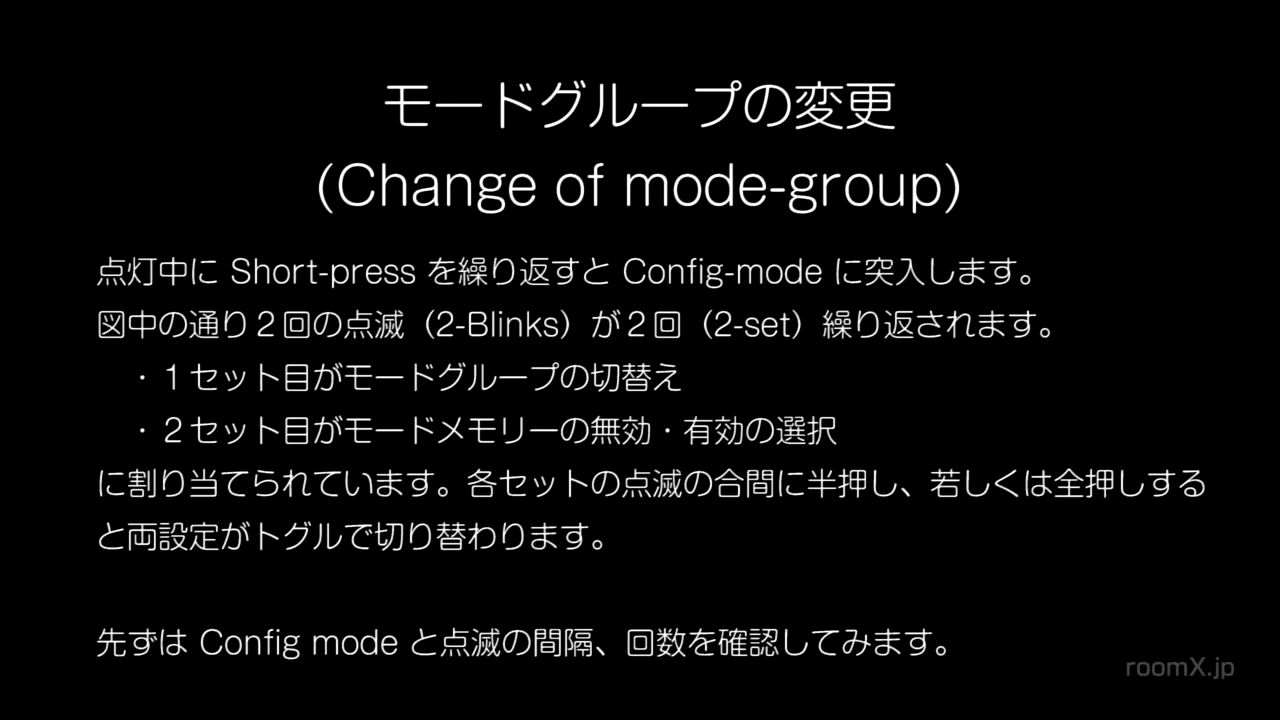 モードグループの変更
(Change of mode-group)
点灯中に Short-press を繰り返すと Config-mode に突入します。
図中の通り２回の点滅（2-Blinks）が２回（2-set）繰り返されます。
・１セット目がモードグループの切替え
・２セット目がモードメモリーの無効・有効の選択
に割り当てられています。各セットの点滅の合間に半押し、若しくは全押しする
と両設定がトグルで切り替わります。
先ずは Config mode と点滅の間隔、回数を確認してみます。
roomX.jp